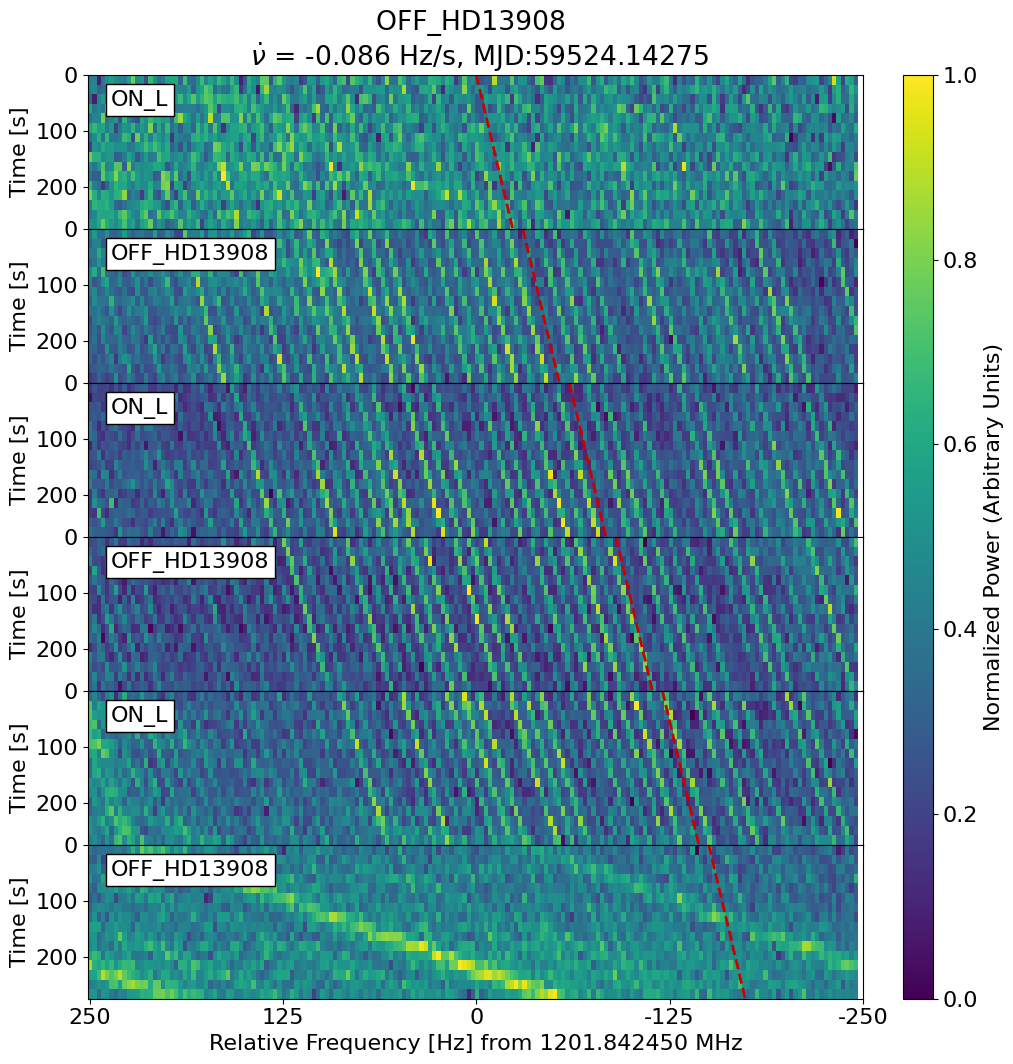 OFF_HD13908
ν̇ = -0.086 Hz/s, MJD:59524.14275
0
100
200
Time [s]
ON_L
0
100
200
Time [s]
OFF_HD13908
0
100
200
Time [s]
ON_L
0
100
200
Time [s]
OFF_HD13908
0
100
200
Time [s]
ON_L
0
100
200
Time [s]
OFF_HD13908
250 125 0 -125 -250
Relative Frequency [Hz] from 1201.842450 MHz
1.0
0.8
0.6
0.4
0.2
0.0
Normalized Power (Arbitrary Units)